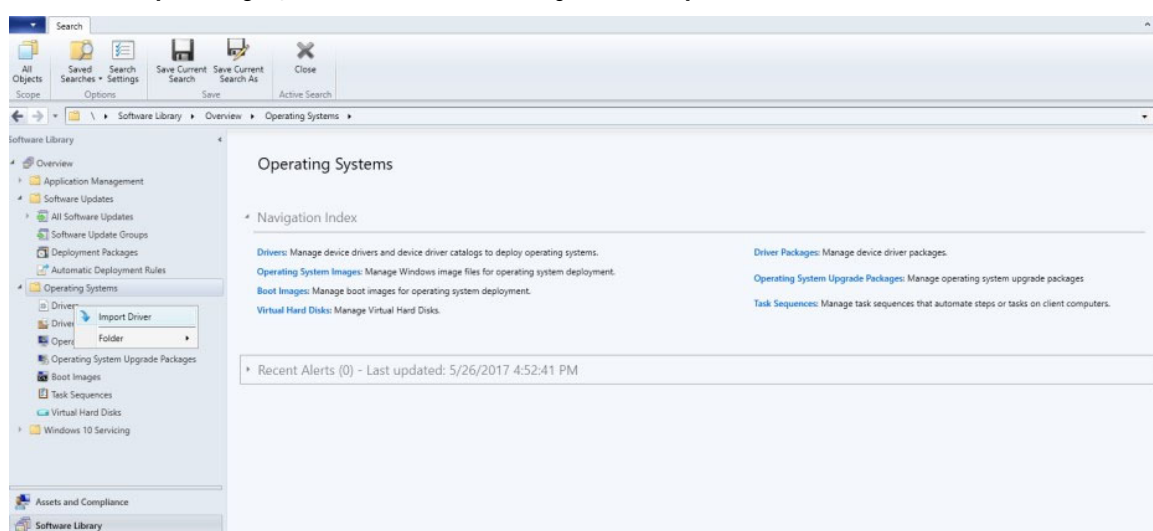 Search
All Objects
Saved Searches
Search Settings
Save Current Search
Save Current Search As
Close
Scope
Options
Save
Active Search
\ Software Library Overview Operating Systems
Software Library
Overview
Application Management
Software Updates
All Software Updates
Software Update Groups
Deployment Packages
Automatic Deployment Rules
Operating Systems
Drivers
Import Driver
Folder
Operating System Upgrade Packages
Boot Images
Task Sequences
Virtual Hard Disks
Windows 10 Servicing
Assets and Compliance
Software Library
Operating Systems
Navigation Index
Drivers: Manage device drivers and device driver catalogs to deploy operating systems.
Operating System Images: Manage Windows image files for operating system deployment.
Boot Images: Manage boot images for operating system deployment.
Virtual Hard Disks: Manage Virtual Hard Disks.
Driver Packages: Manage device driver packages.
Operating System Upgrade Packages: Manage operating system upgrade packages
Task Sequences: Manage task sequences that automate steps or tasks on client computers.
Recent Alerts (0) - Last updated: 5/26/2017 4:52:41 PM